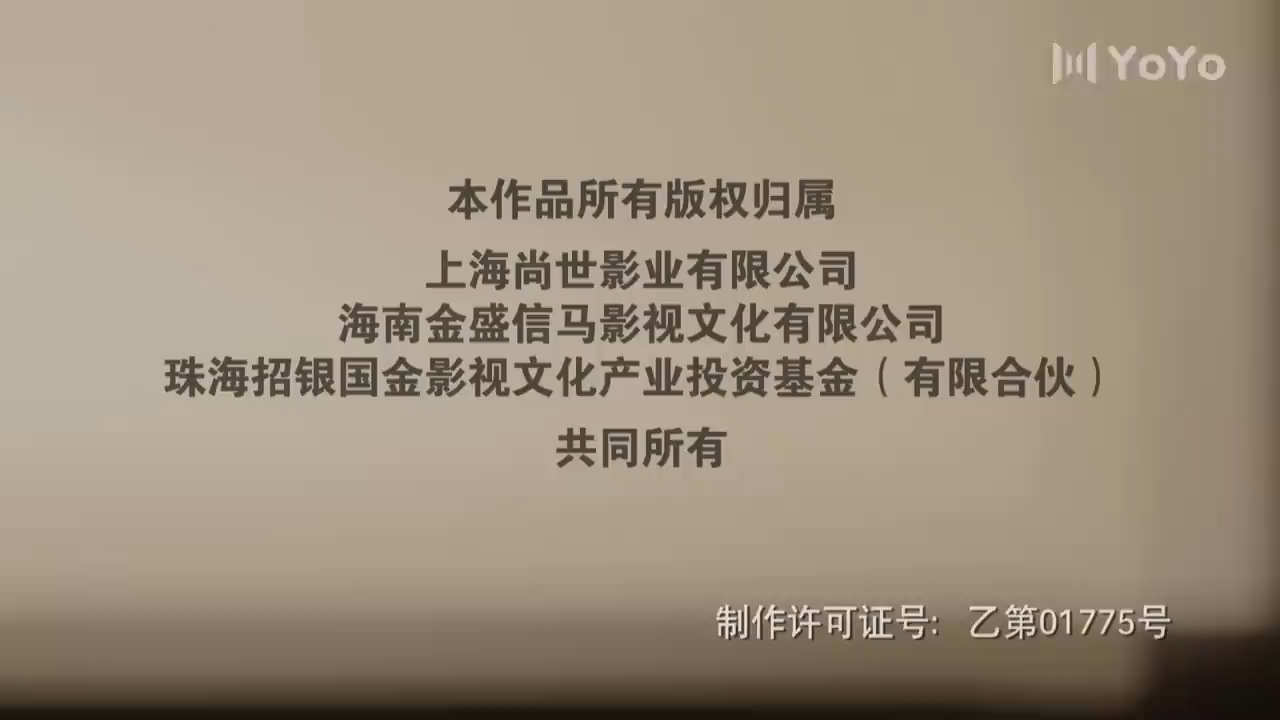 YoYo
本作品所有版权归属
上海尚世影业有限公司
海南金盛信马影视文化有限公司
珠海招银国金影视文化产业投资基金（有限合伙）
共同所有
制作许可证号: 乙第01775号